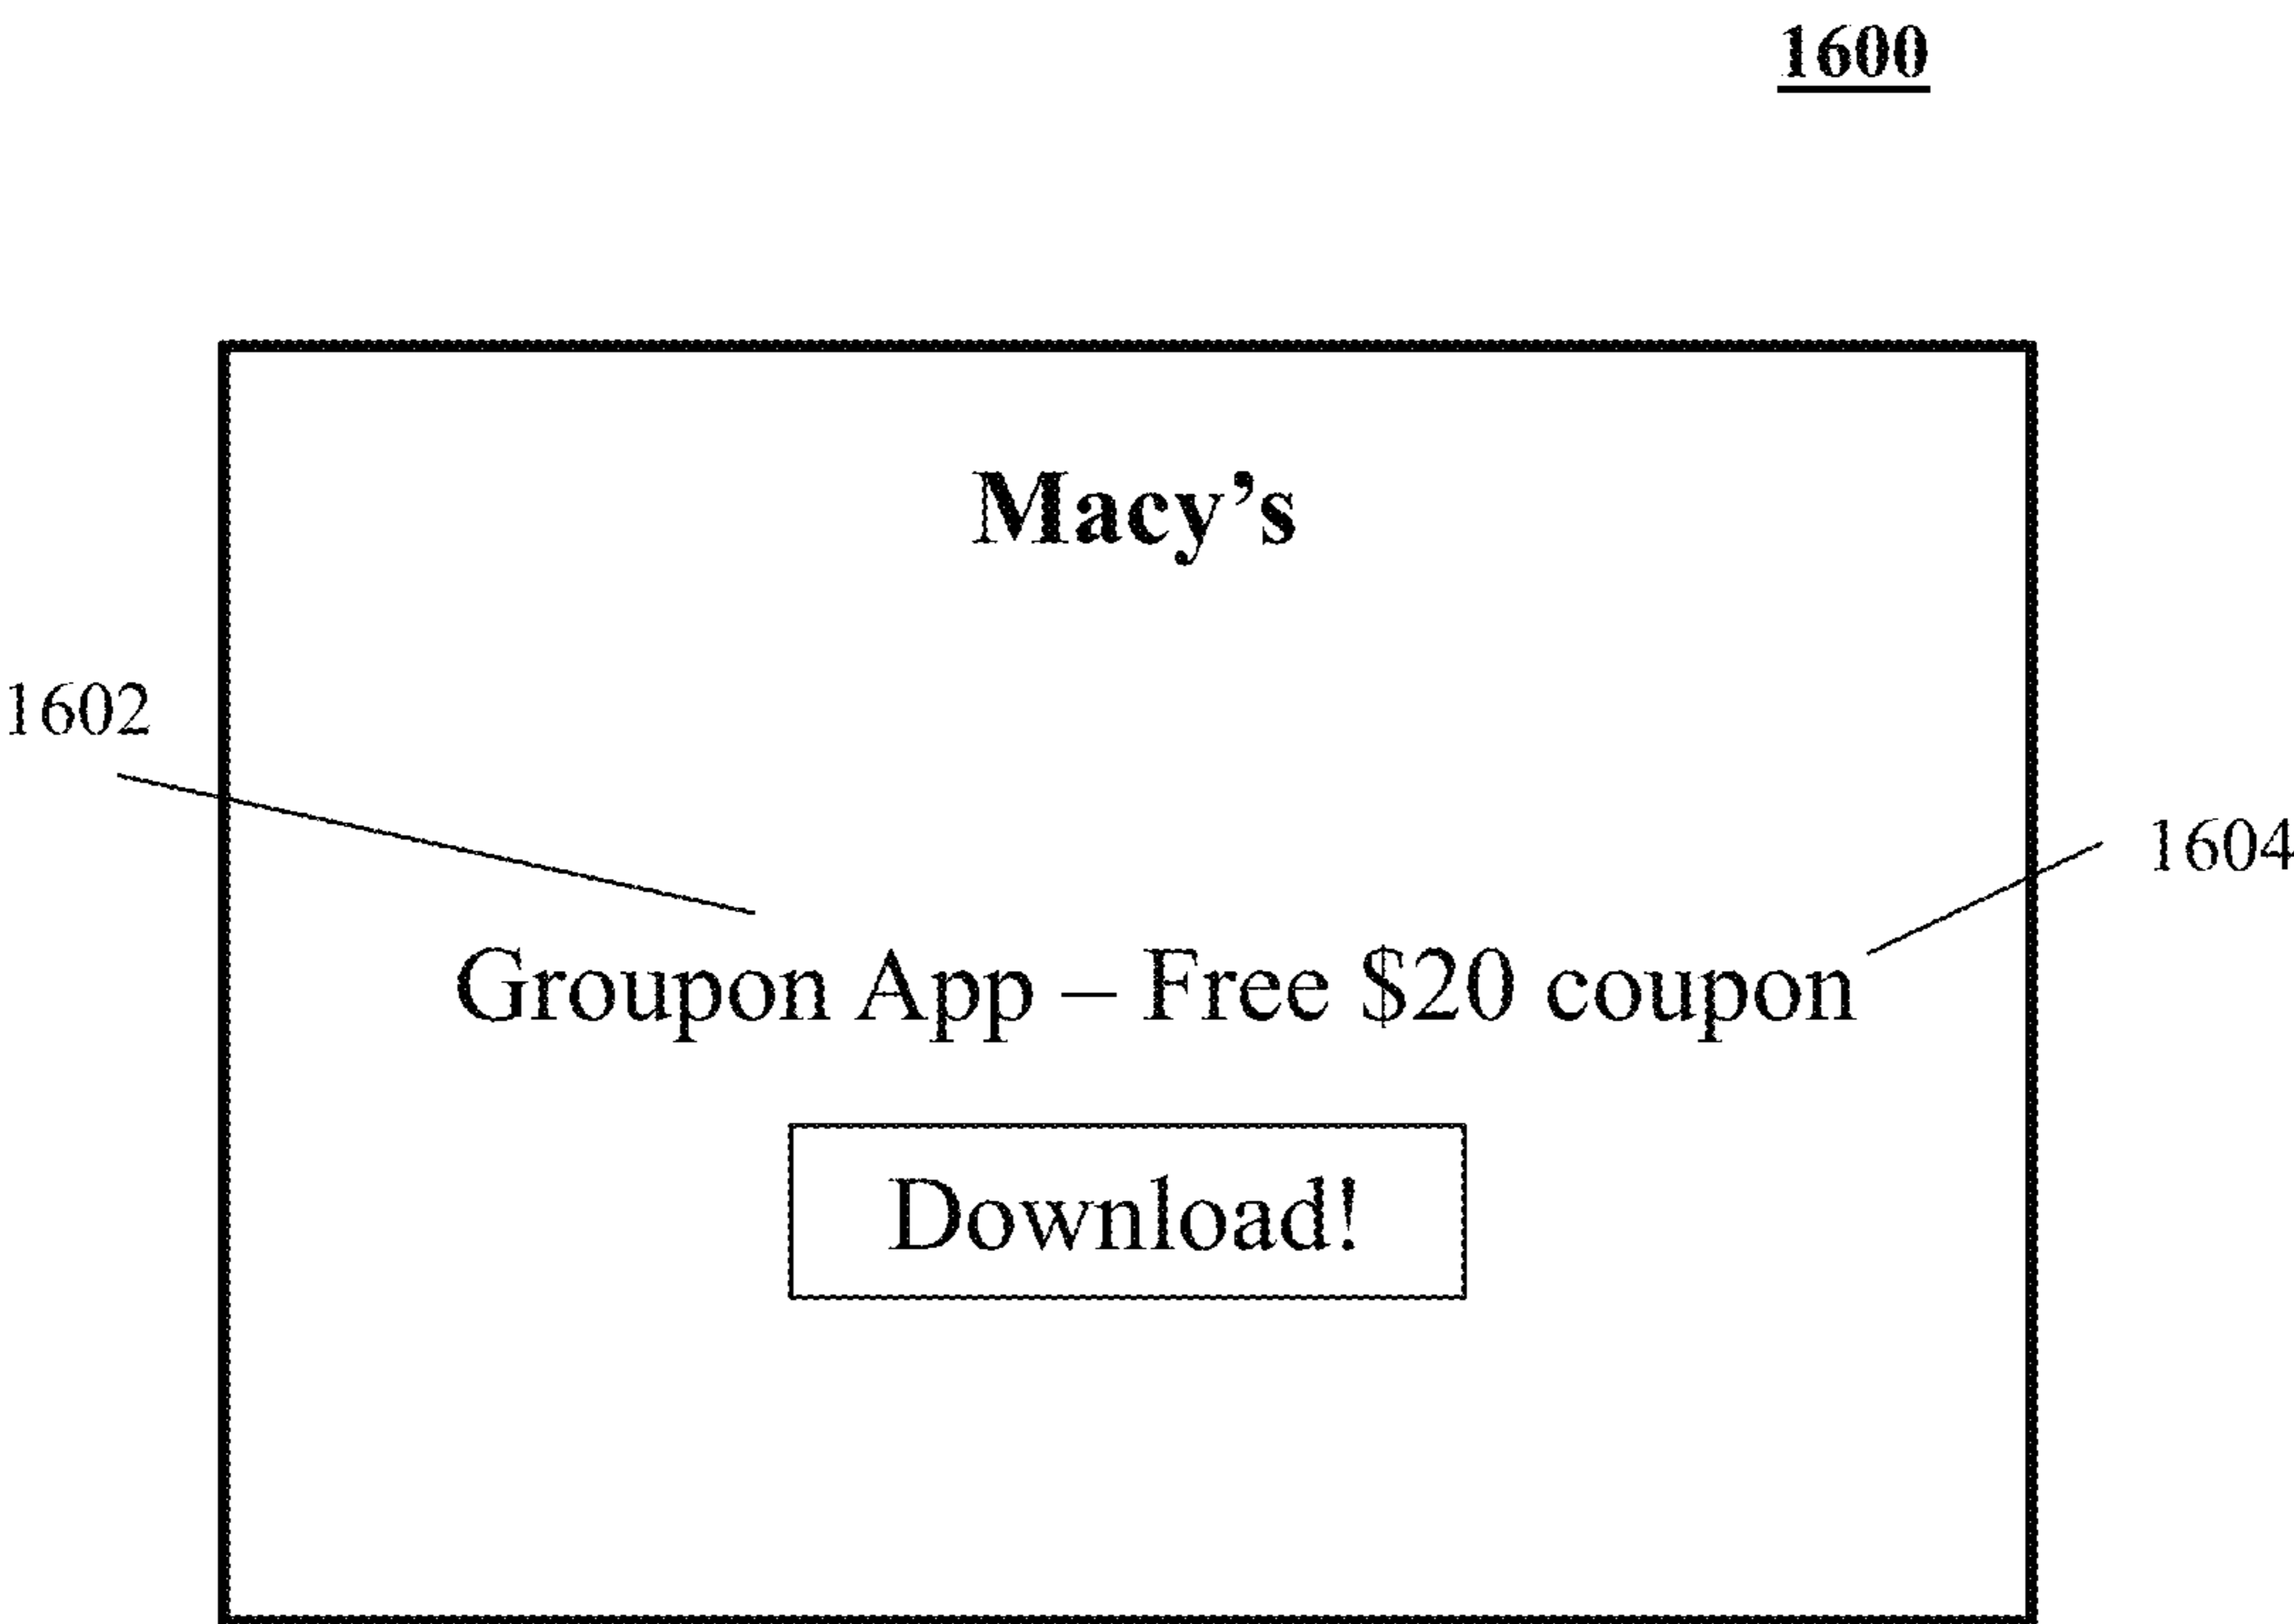 1600
Macy’s
1602
1604
Groupon App – Free $20 coupon
Download!